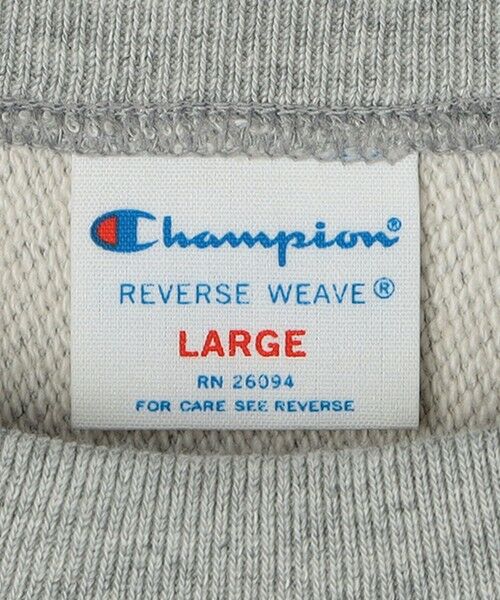 Champion®
REVERSE WEAVE®
LARGE
RN 26094
FOR CARE SEE REVERSE